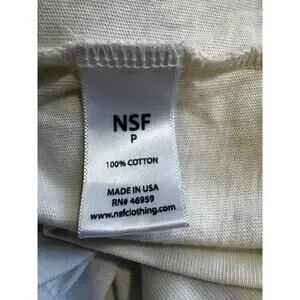 NSF
P
100% COTTON
MADE IN USA
RN# 46959
www.nsfclothing.com